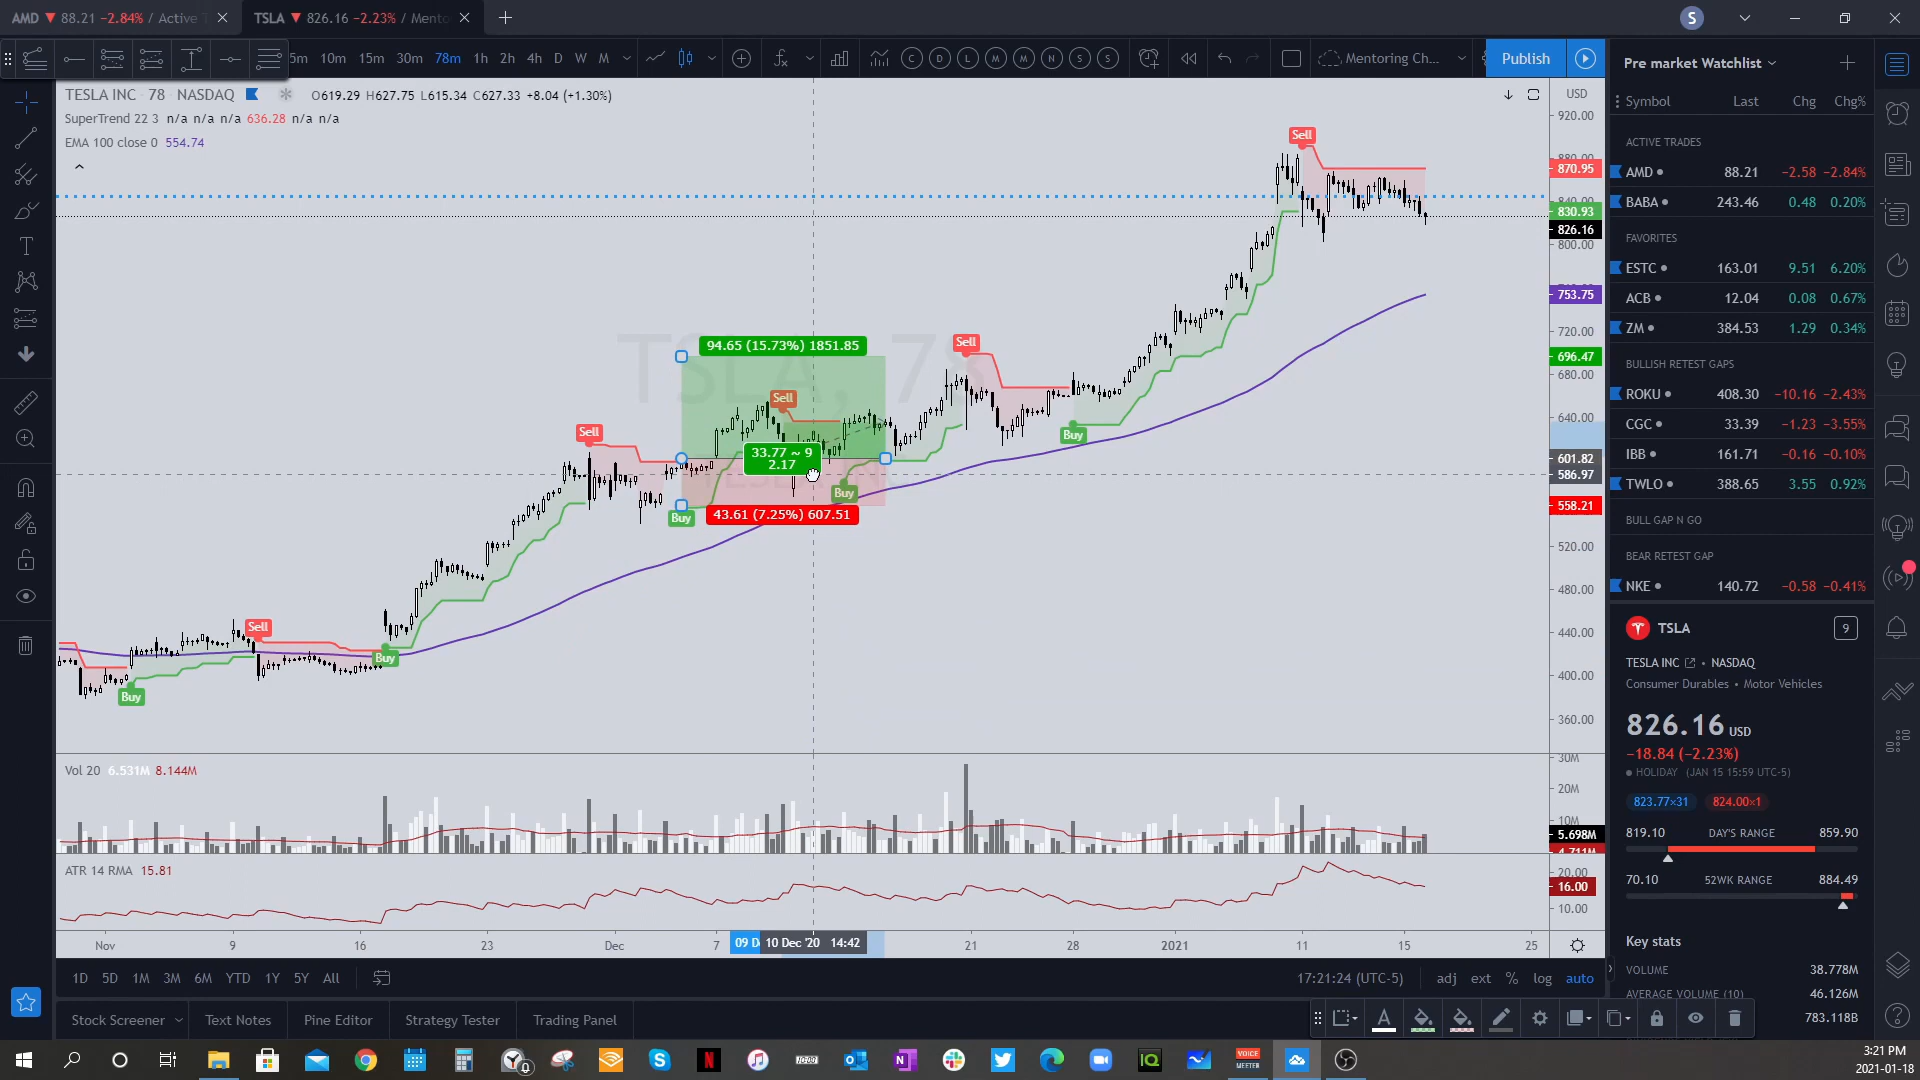 AMD ▼ 88.21 −2.84% / Active T
TSLA ▼ 826.16 −2.23% / Mento
S
5m 10m 15m 30m 78m 1h 2h 4h D W M
C D L M M N S S
Mentoring Ch...
Publish
TESLA INC 78 NASDAQ
O619.29 H627.75 L615.34 C627.33 +8.04 (+1.30%)
SuperTrend 22 3 n/a n/a n/a 636.28 n/a n/a
EMA 100 close 0 554.74
TSLA, 78
Sell
Buy
Sell
Buy
Sell
Buy
Sell
Buy
Sell
Buy
Sell
94.65 (15.73%) 1851.85
33.77 ~ 9
2.17
43.61 (7.25%) 607.51
USD
920.00
880.00
870.95
840.00
830.93
826.16
800.00
753.75
720.00
696.47
680.00
640.00
601.82
586.97
558.21
520.00
480.00
440.00
400.00
360.00
Vol 20 6.531M 8.144M
30M
20M
10M
5.698M
4.711M
ATR 14 RMA 15.81
20.00
16.00
10.00
Nov 9 16 23 Dec 7 09 D 10 Dec '20 14:42 21 28 2021 11 15 25
1D 5D 1M 3M 6M YTD 1Y 5Y All
17:21:24 (UTC-5) adj ext % log auto
Stock Screener Text Notes Pine Editor Strategy Tester Trading Panel
Pre market Watchlist
Symbol Last Chg Chg%
ACTIVE TRADES
AMD 88.21 −2.58 −2.84%
BABA 243.46 0.48 0.20%
FAVORITES
ESTC 163.01 9.51 6.20%
ACB 12.04 0.08 0.67%
ZM 384.53 1.29 0.34%
BULLISH RETEST GAPS
ROKU 408.30 −10.16 −2.43%
CGC 33.39 −1.23 −3.55%
IBB 161.71 −0.16 −0.10%
TWLO 388.65 3.55 0.92%
BULL GAP N GO
BEAR RETEST GAP
NKE 140.72 −0.58 −0.41%
TSLA 9
TESLA INC • NASDAQ
Consumer Durables • Motor Vehicles
826.16 USD
−18.84 (−2.23%)
HOLIDAY (JAN 15 15:59 UTC-5)
823.77×31 824.00×1
819.10 DAY'S RANGE 859.90
70.10 52WK RANGE 884.49
Key stats
VOLUME 38.778M
AVERAGE VOLUME (10) 46.126M
783.118B
VOICE
MEETER
3:21 PM
2021-01-18